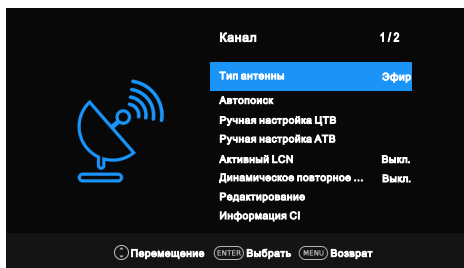 Канал 1/2
Тип антенны Эфир
Автопоиск
Ручная настройка ЦТВ
Ручная настройка АТВ
Активный LCN Выкл.
Динамическое повторное ... Выкл.
Редактирование
Информация CI
Перемещение ENTER Выбрать MENU Возврат